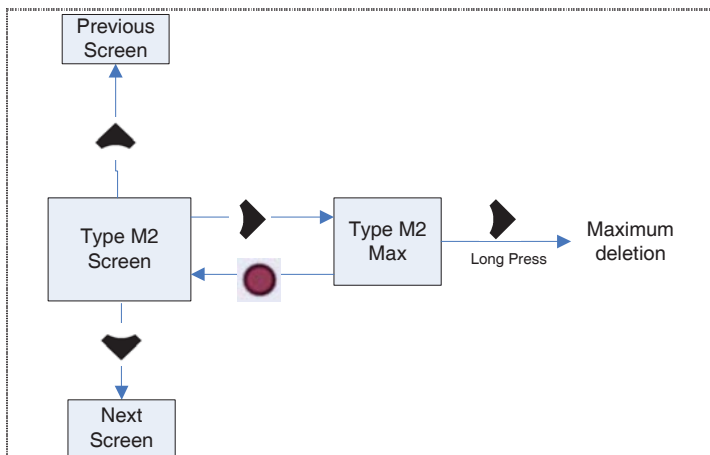 Previous
Screen
Type M2
Screen
Type M2
Max
Long Press
Maximum
deletion
Next
Screen